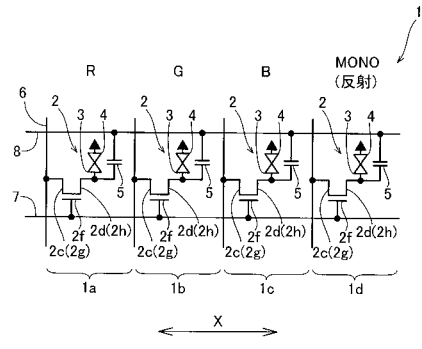 1
R G B MONO
(反射)
6 2 3 4 2 3 4 2 3 4 2 3 4
8
5 5 5 5
7
2f 2d(2h) 2f 2d(2h) 2f 2d(2h) 2f 2d(2h)
2c(2g) 2c(2g) 2c(2g) 2c(2g)
1a 1b 1c 1d
X